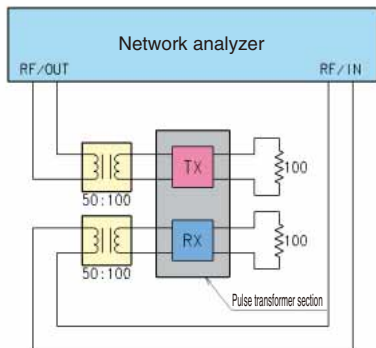 Network analyzer
RF/OUT
RF/IN
TX
100
50:100
RX
100
50:100
Pulse transformer section